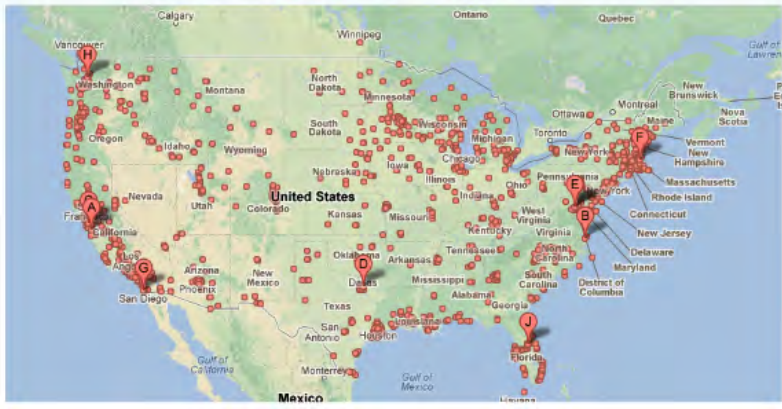 Calgary
Ontario
Quebec
Vancouver
Winnipeg
Gulf of
H
Washington
North
Dakota
Montana
Minnesota
Ottawa
Montreal
Maine
New
Brunswick
Nova
Scotia
Oregon
Idaho
Wyoming
South
Dakota
Wisconsin
Michigan
Toronto
New York
F
Vermont
New
Hampshire
Massachusetts
Rhode Island
Connecticut
New Jersey
Delaware
Maryland
District of
Columbia
Nebraska
Iowa
Chicago
Illinois
Indiana
Ohio
Pennsylvania
E
B
A
Nevada
Utah
Colorado
United States
Kansas
Missouri
West
Virginia
Virginia
Kentucky
California
Los
G
San Diego
Arizona
Phoenix
New
Mexico
Oklahoma
D
Dallas
Arkansas
Tennessee
North
Carolina
South
Carolina
Mississippi
Alabama
Georgia
Texas
San
Antonio
Houston
Louisiana
J
Florida
Gulf of
California
Monterrey
Gulf of
Mexico
Mexico
Havana